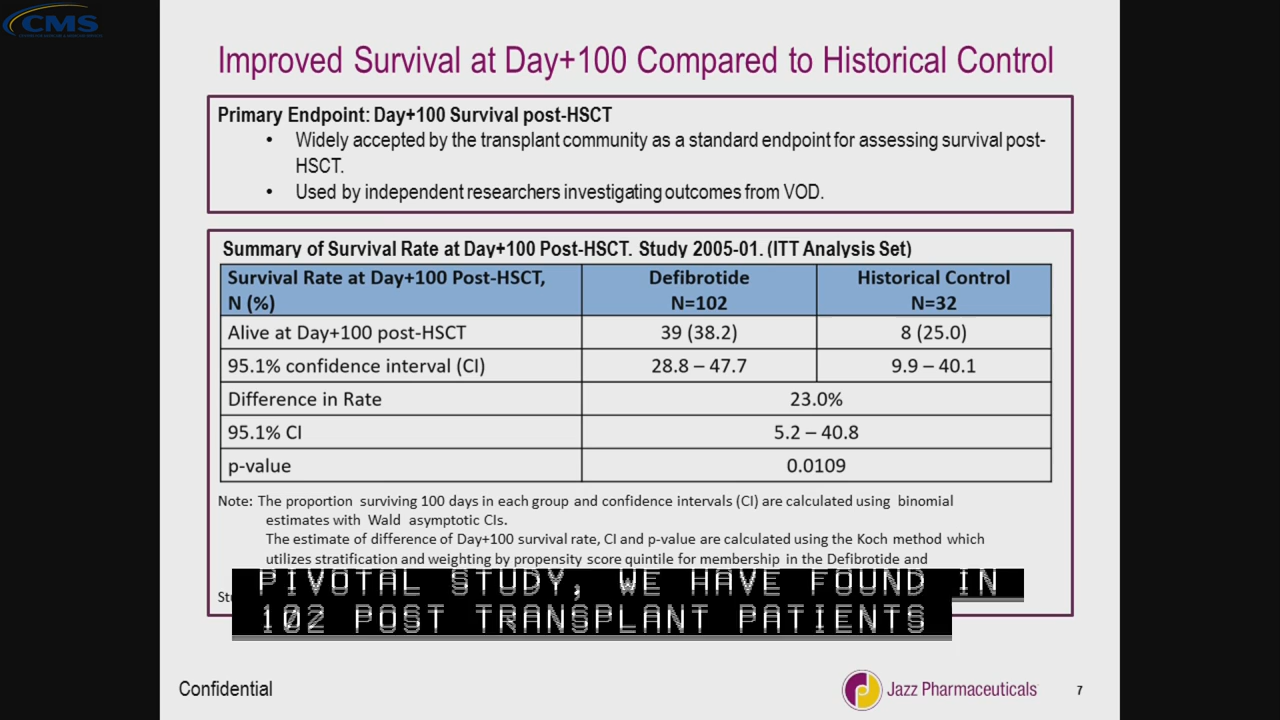 CMS
Improved Survival at Day+100 Compared to Historical Control
Primary Endpoint: Day+100 Survival post-HSCT
• Widely accepted by the transplant community as a standard endpoint for assessing survival post-
HSCT.
• Used by independent researchers investigating outcomes from VOD.
Summary of Survival Rate at Day+100 Post-HSCT. Study 2005-01. (ITT Analysis Set)
Survival Rate at Day+100 Post-HSCT, Defibrotide Historical Control
N (%) N=102 N=32
Alive at Day+100 post-HSCT 39 (38.2) 8 (25.0)
95.1% confidence interval (CI) 28.8 – 47.7 9.9 – 40.1
Difference in Rate 23.0%
95.1% CI 5.2 – 40.8
p-value 0.0109
Note: The proportion surviving 100 days in each group and confidence intervals (CI) are calculated using binomial
estimates with Wald asymptotic CIs.
The estimate of difference of Day+100 survival rate, CI and p-value are calculated using the Koch method which
utilizes stratification and weighting by propensity score quintile for membership in the Defibrotide and
PIVOTAL STUDY, WE HAVE FOUND IN
102 POST TRANSPLANT PATIENTS
Confidential
Jazz Pharmaceuticals
7